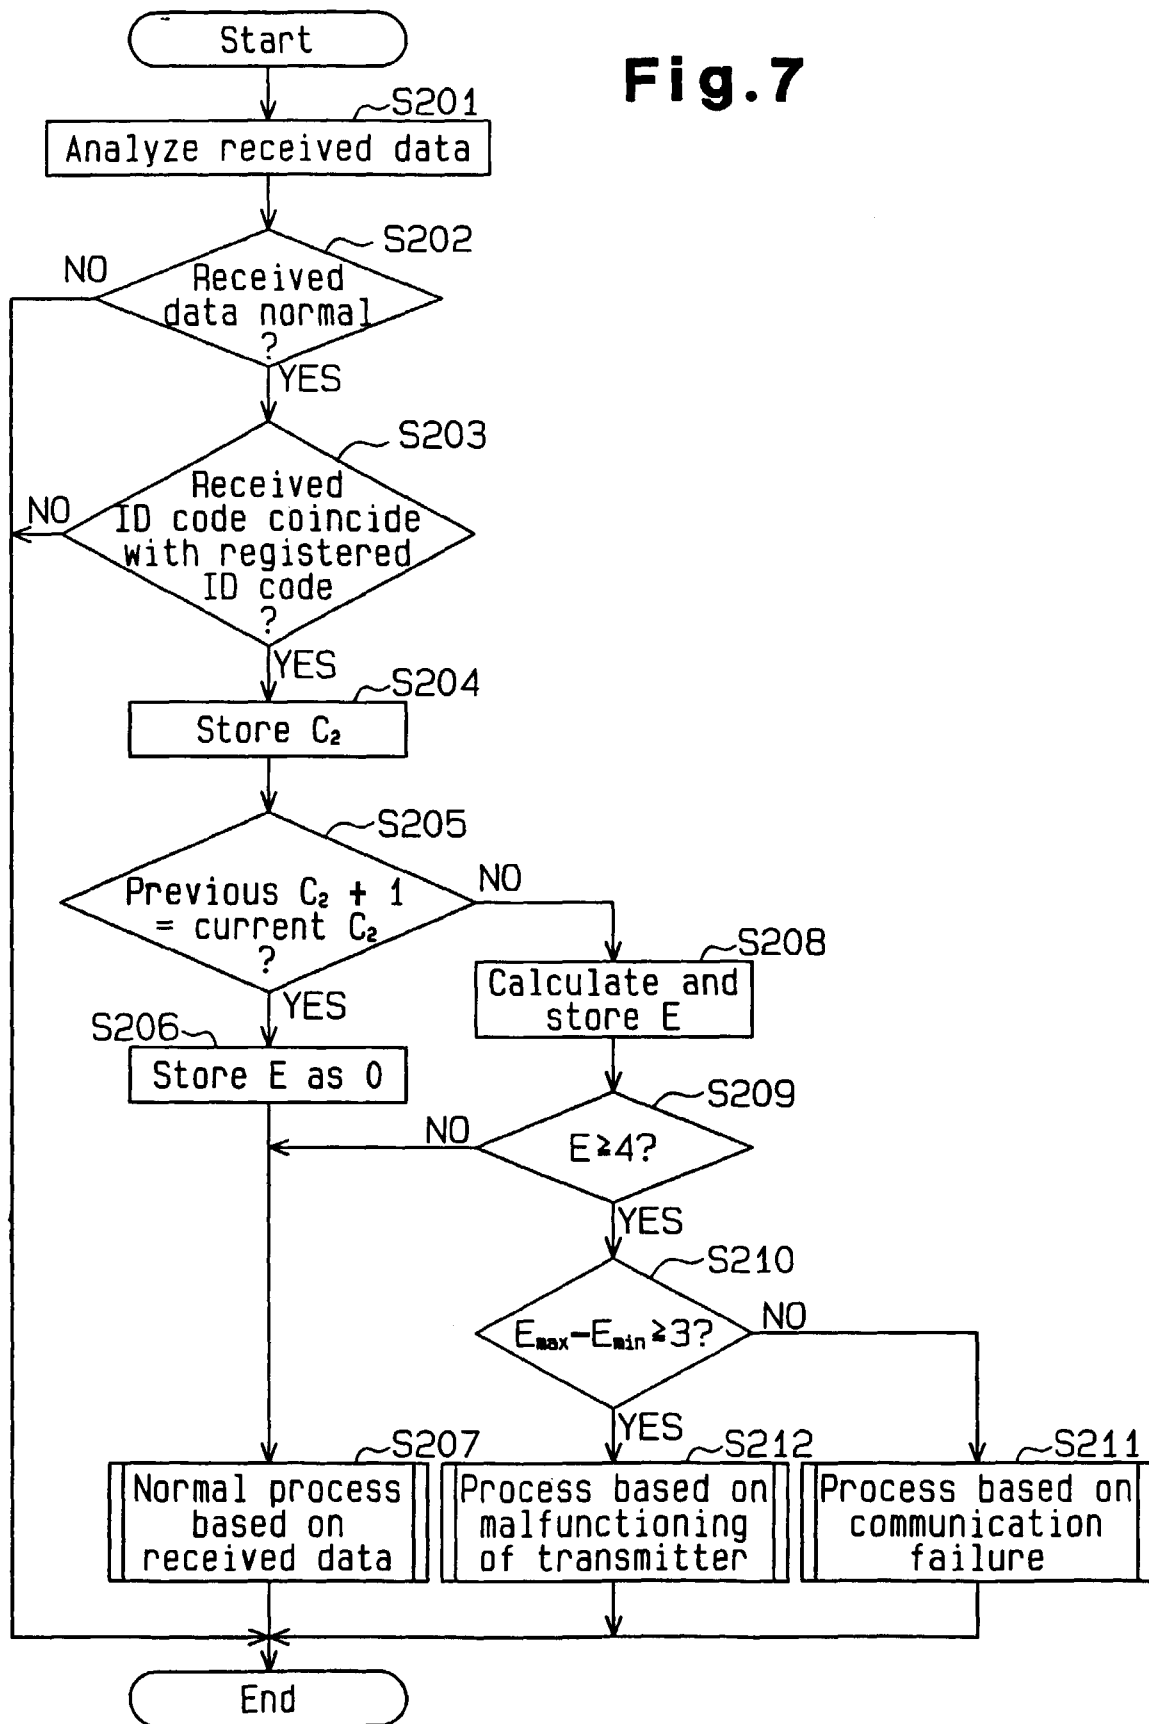 Start
Fig.7
S201
Analyze received data
S202
NO
Received
data normal
?
YES
S203
NO
Received
ID code coincide
with registered
ID code
?
YES
S204
Store C₂
S205
Previous C₂ + 1
= current C₂
?
NO
YES
S208
Calculate and
store E
S206
Store E as 0
S209
NO
E≧4?
YES
S210
Emax−Emin≧3?
NO
YES
S207
Normal process
based on
received data
S212
Process based on
malfunctioning
of transmitter
S211
Process based on
communication
failure
End